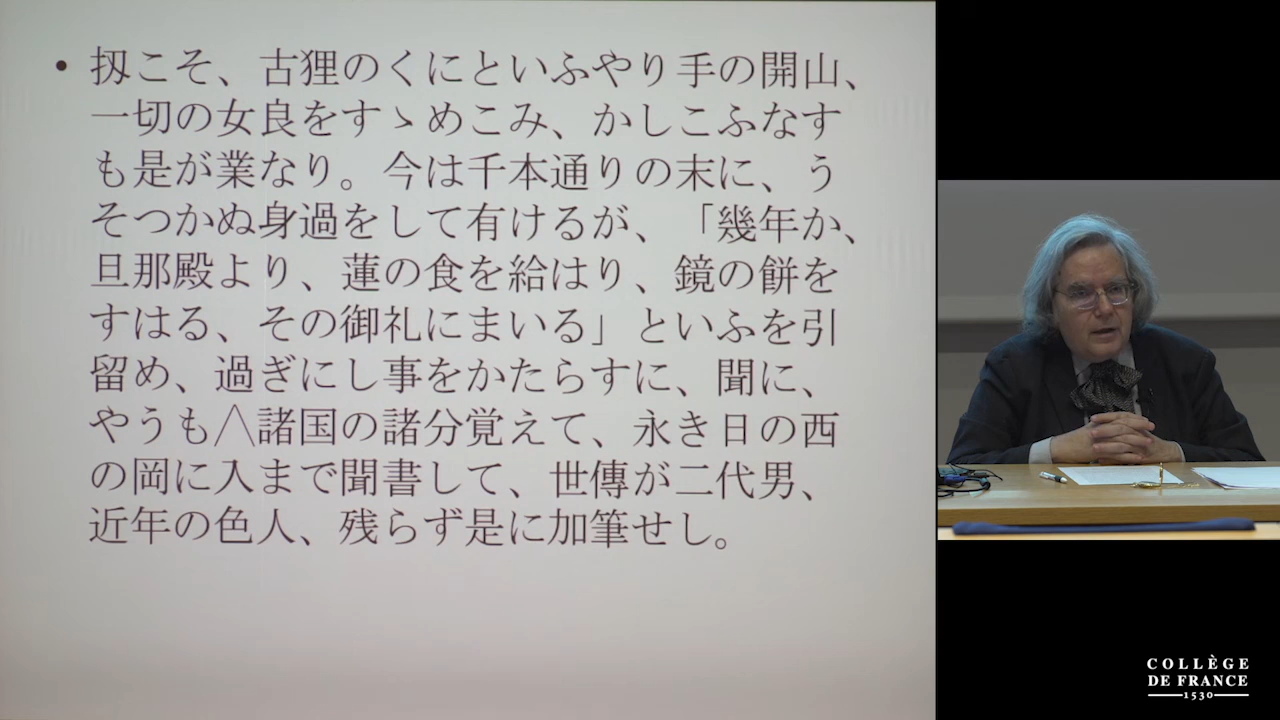 • 扨こそ、古狸のくにといふやり手の開山、
一切の女良をすゝめこみ、かしこふなす
も是が業なり。今は千本通りの末に、う
そつかぬ身過をして有けるが、「幾年か、
旦那殿より、蓮の食を給はり、鏡の餅を
すはる、その御礼にまいる」といふを引
留め、過ぎにし事をかたらすに、聞に、
やうも/\諸国の諸分覚えて、永き日の西
の岡に入まで聞書して、世傳が二代男、
近年の色人、残らず是に加筆せし。
COLLÈGE
DE FRANCE
1530